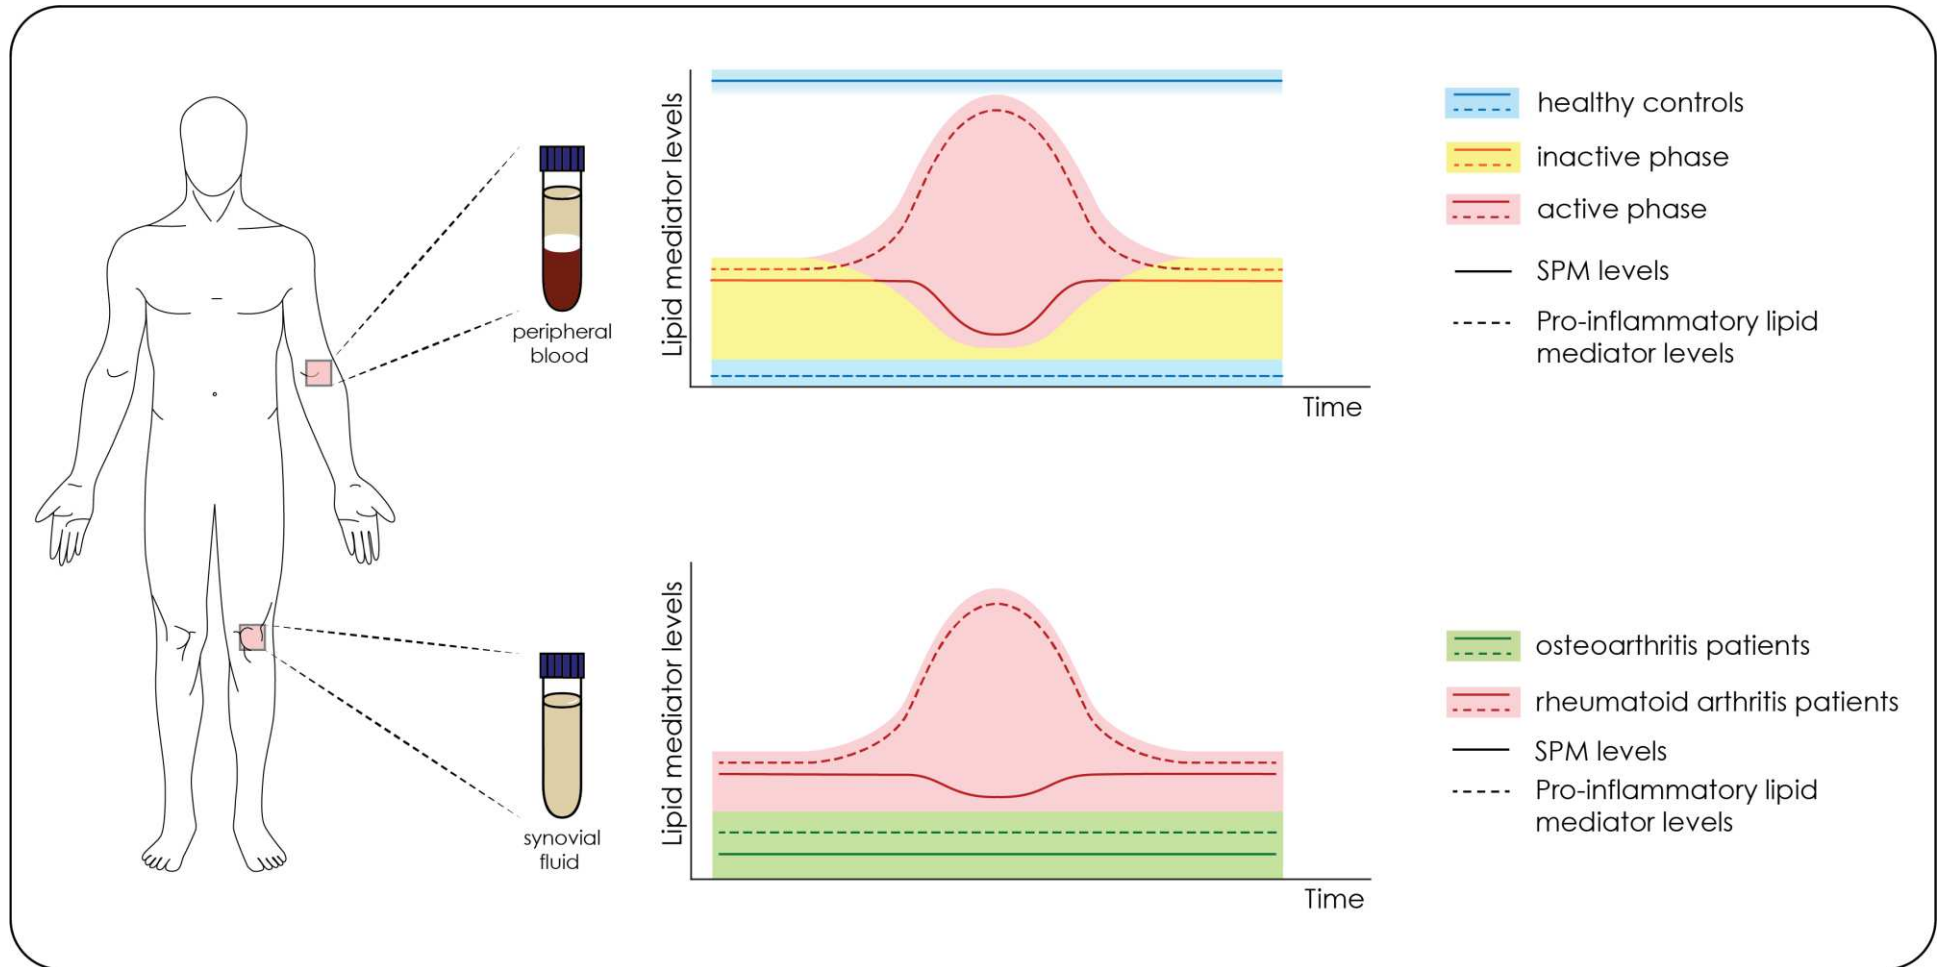 peripheral
blood
Lipid mediator levels
Time
healthy controls
inactive phase
active phase
SPM levels
Pro-inflammatory lipid
mediator levels
synovial
fluid
Lipid mediator levels
Time
osteoarthritis patients
rheumatoid arthritis patients
SPM levels
Pro-inflammatory lipid
mediator levels